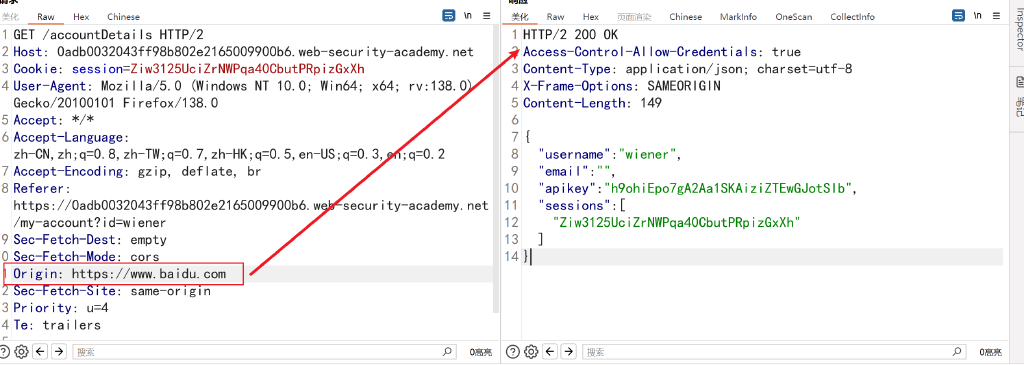 美化 Raw Hex Chinese \n
1 GET /accountDetails HTTP/2
2 Host: 0adb0032043ff98b802e2165009900b6.web-security-academy.net
3 Cookie: session=Ziw3125UciZrNWPqa40CbutPRpizGxXh
4 User-Agent: Mozilla/5.0 (Windows NT 10.0; Win64; x64; rv:138.0)
Gecko/20100101 Firefox/138.0
5 Accept: */*
6 Accept-Language:
zh-CN,zh;q=0.8,zh-TW;q=0.7,zh-HK;q=0.5,en-US;q=0.3,en;q=0.2
7 Accept-Encoding: gzip, deflate, br
8 Referer:
https://0adb0032043ff98b802e2165009900b6.web-security-academy.net
/my-account?id=wiener
9 Sec-Fetch-Dest: empty
0 Sec-Fetch-Mode: cors
1 Origin: https://www.baidu.com
2 Sec-Fetch-Site: same-origin
3 Priority: u=4
4 Te: trailers
搜索 0高亮
美化 Raw Hex 页面渲染 Chinese MarkInfo OneScan CollectInfo \n
1 HTTP/2 200 OK
2 Access-Control-Allow-Credentials: true
3 Content-Type: application/json; charset=utf-8
4 X-Frame-Options: SAMEORIGIN
5 Content-Length: 149
6
7 {
8 "username":"wiener",
9 "email":"",
10 "apikey":"h9ohiEpo7gA2Aa1SKAiziZTEwGJotSlb",
11 "sessions":[
12 "Ziw3125UciZrNWPqa40CbutPRpizGxXh"
13 ]
14 }
搜索 0高亮
Inspector
笔记